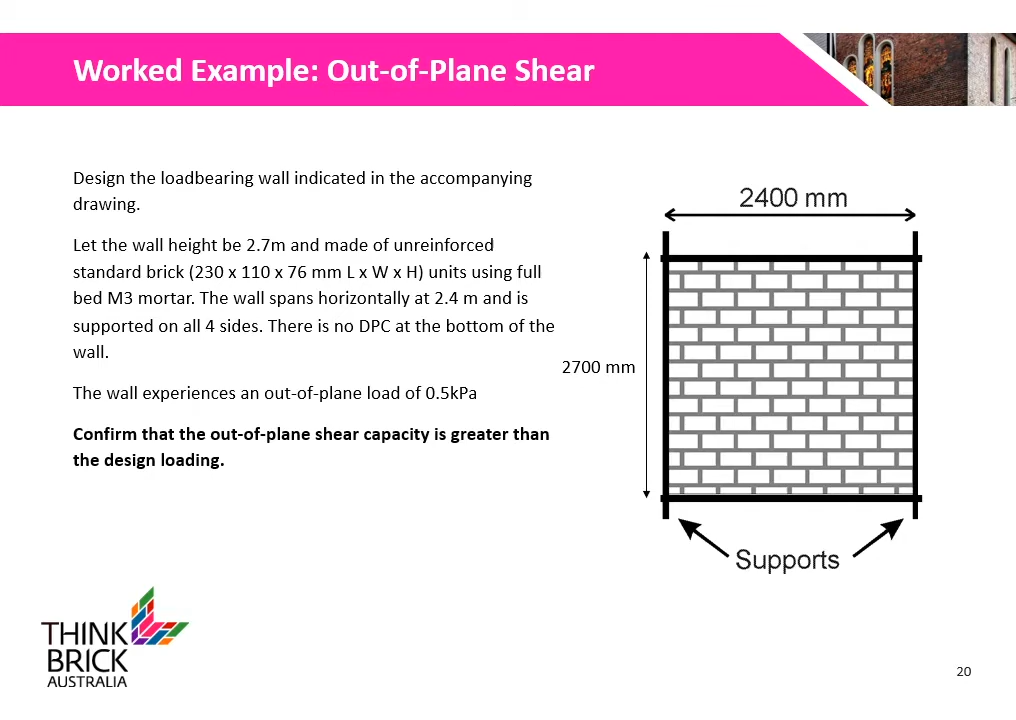 Worked Example: Out-of-Plane Shear
Design the loadbearing wall indicated in the accompanying
drawing.
Let the wall height be 2.7m and made of unreinforced
standard brick (230 x 110 x 76 mm L x W x H) units using full
bed M3 mortar. The wall spans horizontally at 2.4 m and is
supported on all 4 sides. There is no DPC at the bottom of the
wall.
The wall experiences an out-of-plane load of 0.5kPa
Confirm that the out-of-plane shear capacity is greater than
the design loading.
2400 mm
2700 mm
Supports
THINK
BRICK
AUSTRALIA
20